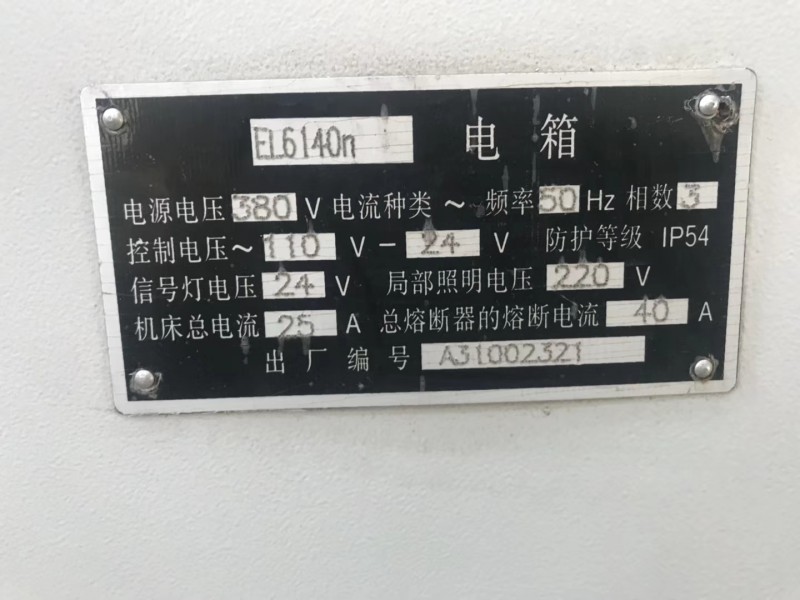 EL6140n 电箱
电源电压 380 V 电流种类 ~ 频率 50 Hz 相数 3
控制电压~ 110 V - 24 V 防护等级 IP54
信号灯电压 24 V 局部照明电压 220 V
机床总电流 25 A 总熔断器的熔断电流 40 A
出厂编号 A31002321